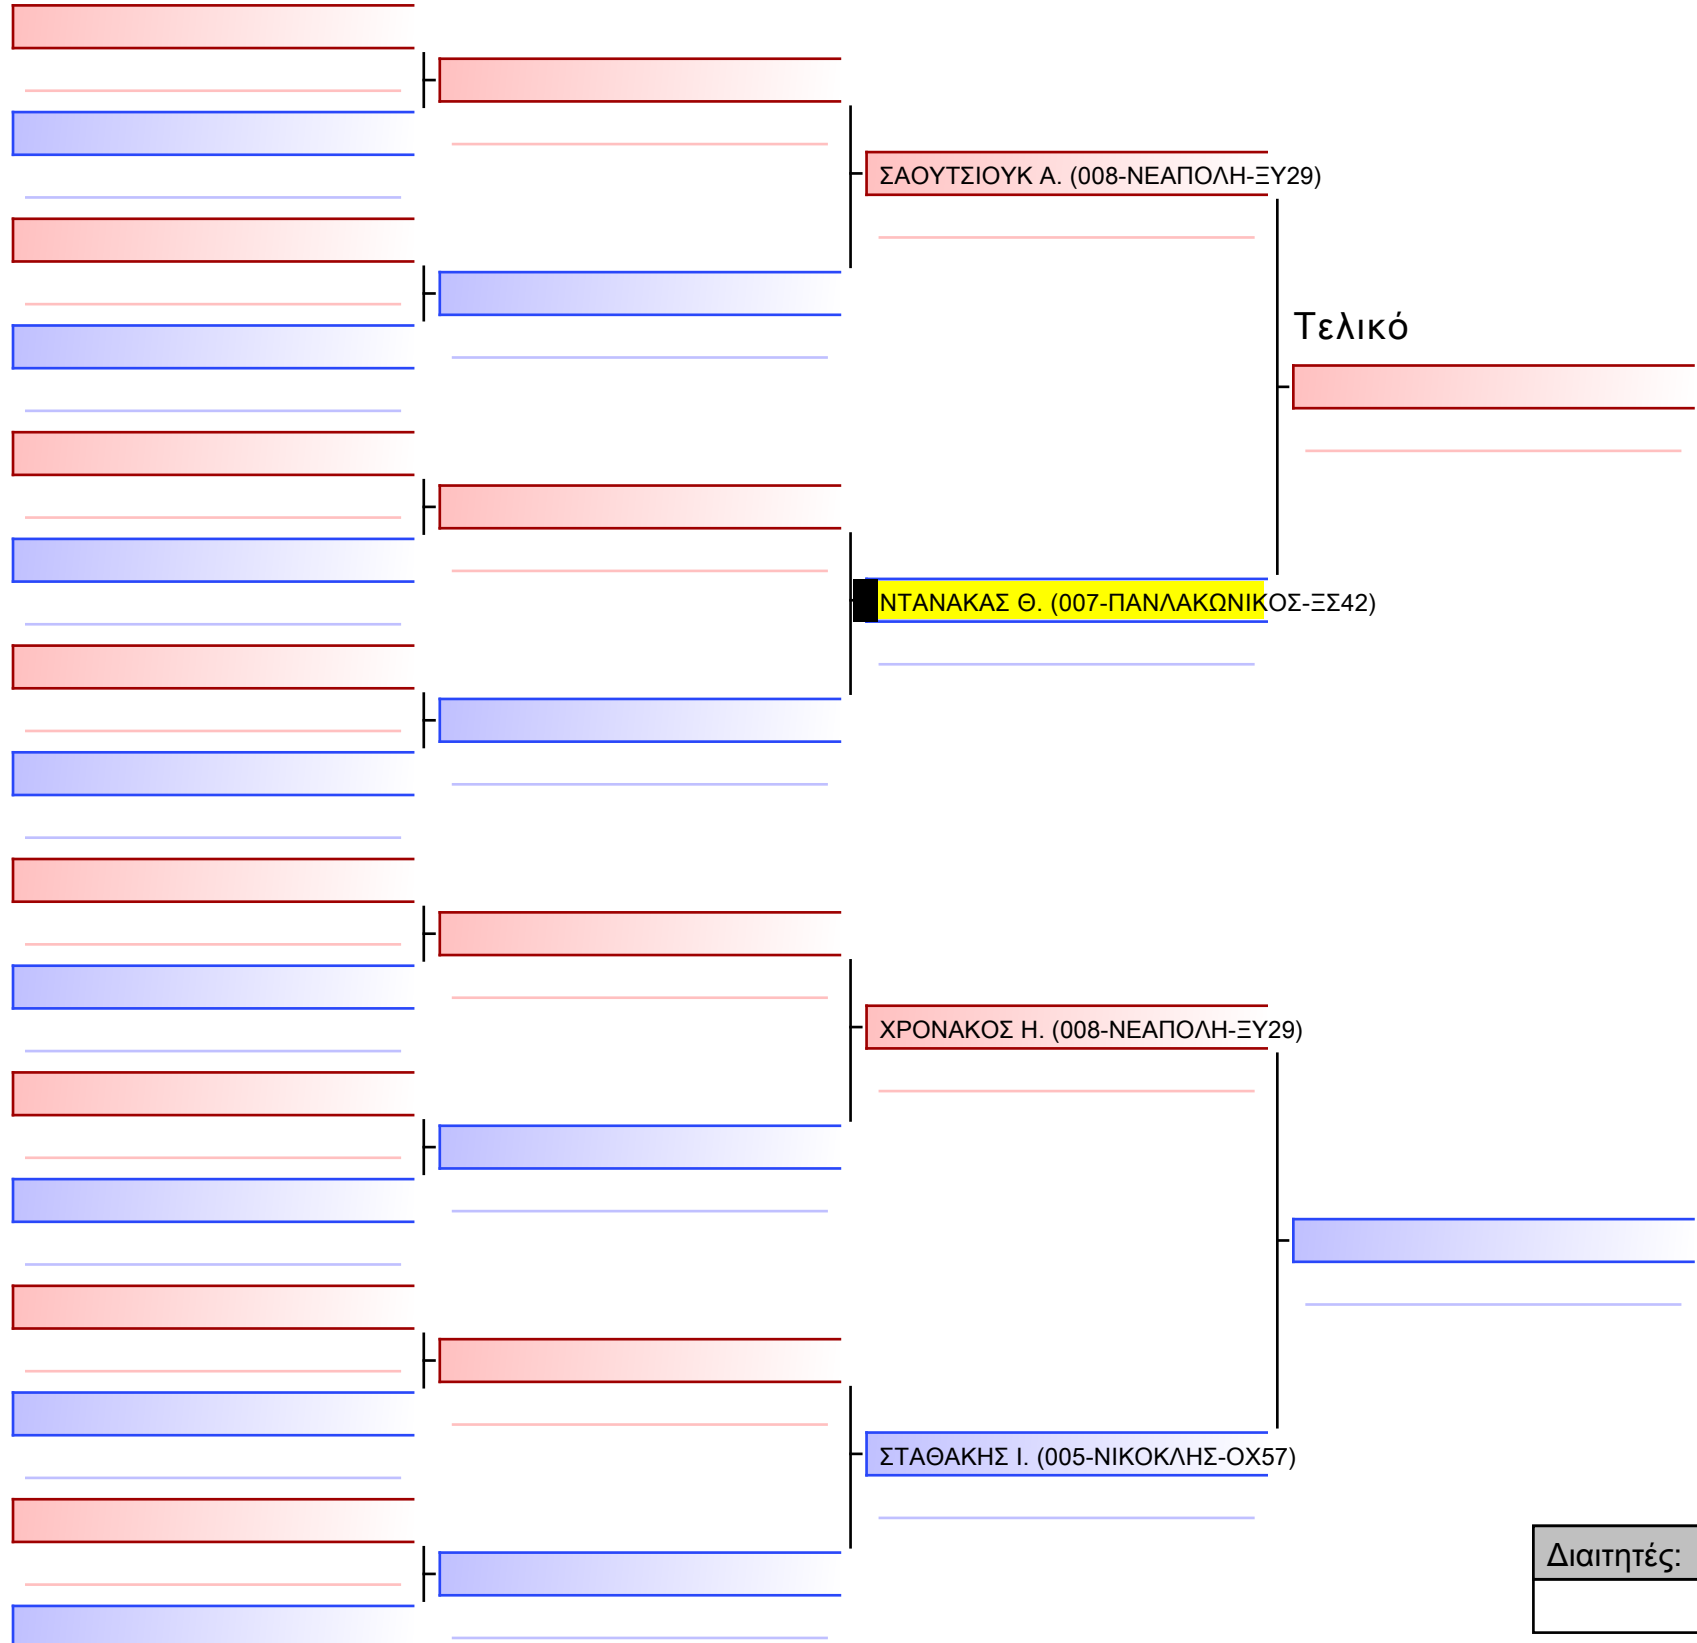 ΣΑΟΥΤΣΙΟΥΚ Α. (008-ΝΕΑΠΟΛΗ-ΞΥ29)
Τελικό
ΝΤΑΝΑΚΑΣ Θ. (007-ΠΑΝΛΑΚΩΝΙΚΟΣ-ΞΣ42)
ΧΡΟΝΑΚΟΣ Η. (008-ΝΕΑΠΟΛΗ-ΞΥ29)
ΣΤΑΘΑΚΗΣ Ι. (005-ΝΙΚΟΚΛΗΣ-ΟΧ57)
Διαιτητές: